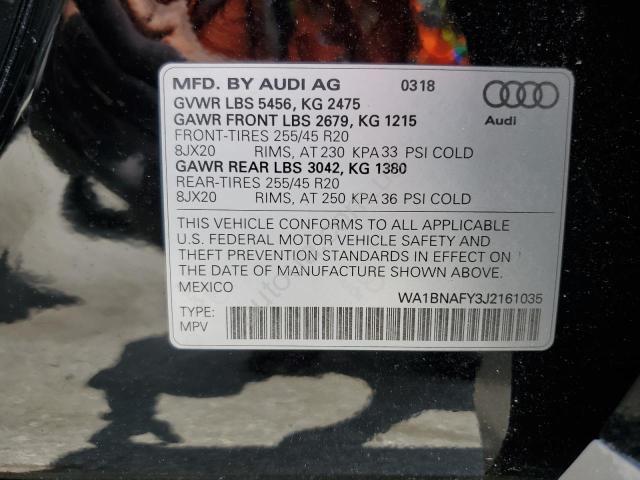 MFD. BY AUDI AG 0318
GVWR LBS 5456, KG 2475
GAWR FRONT LBS 2679, KG 1215
Audi
FRONT-TIRES 255/45 R20
8JX20 RIMS, AT 230 KPA 33 PSI COLD
GAWR REAR LBS 3042, KG 1380
REAR-TIRES 255/45 R20
8JX20 RIMS, AT 250 KPA 36 PSI COLD
THIS VEHICLE CONFORMS TO ALL APPLICABLE
U.S. FEDERAL MOTOR VEHICLE SAFETY AND
THEFT PREVENTION STANDARDS IN EFFECT ON
THE DATE OF MANUFACTURE SHOWN ABOVE.
MEXICO WA1BNAFY3J2161035
TYPE:
MPV